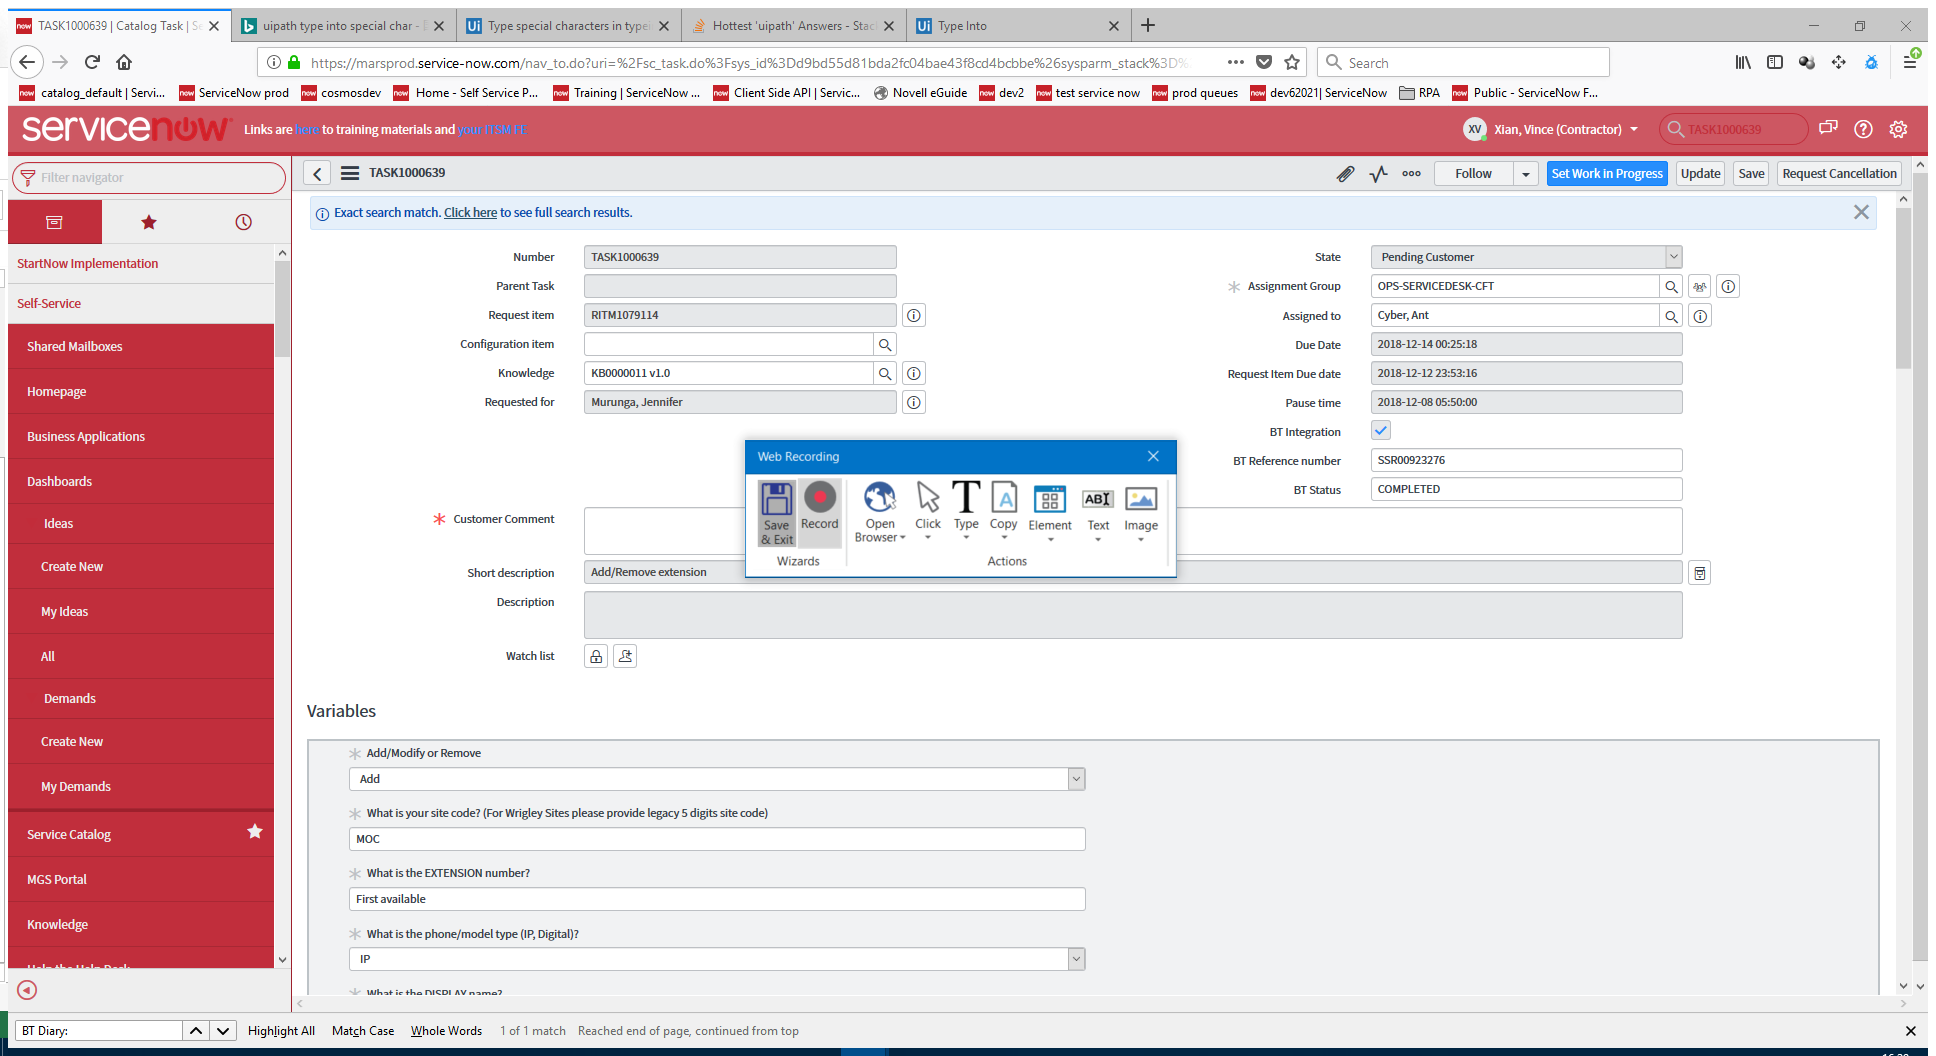 TASK1000639 | Catalog Task | Se
uipath type into special char -
Type special characters in typei
Hottest 'uipath' Answers - Stac
Type Into
https://marsprod.service-now.com/nav_to.do?uri=%2Fsc_task.do%3Fsys_id%3Dd9bd55d81bda2fc04bae43f8cd4bcbbe%26sysparm_stack%3D%
Search
catalog_default | Servi...
ServiceNow prod
cosmosdev
Home - Self Service P...
Training | ServiceNow ...
Client Side API | Servic...
Novell eGuide
dev2
test service now
prod queues
dev62021| ServiceNow
RPA
Public - ServiceNow F...
servicenow
Links are here to training materials and your ITSM IT
XV
Xian, Vince (Contractor)
TASK1000639
Filter navigator
TASK1000639
Follow
Set Work in Progress
Update
Save
Request Cancellation
Exact search match. Click here to see full search results.
StartNow Implementation
Self-Service
Shared Mailboxes
Homepage
Business Applications
Dashboards
Ideas
Create New
My Ideas
All
Demands
Create New
My Demands
Service Catalog
MGS Portal
Knowledge
Help the Help Desk
Number
TASK1000639
Parent Task
Request item
RITM1079114
Configuration item
Knowledge
KB0000011 v1.0
Requested for
Murunga, Jennifer
State
Pending Customer
Assignment Group
OPS-SERVICEDESK-CFT
Assigned to
Cyber, Ant
Due Date
2018-12-14 00:25:18
Request Item Due date
2018-12-12 23:53:16
Pause time
2018-12-08 05:50:00
BT Integration
BT Reference number
SSR00923276
BT Status
COMPLETED
Web Recording
Save & Exit
Record
Wizards
Open Browser
Click
Type
Copy
Element
Text
Image
Actions
Customer Comment
Short description
Add/Remove extension
Description
Watch list
Variables
Add/Modify or Remove
Add
What is your site code? (For Wrigley Sites please provide legacy 5 digits site code)
MOC
What is the EXTENSION number?
First available
What is the phone/model type (IP, Digital)?
IP
What is the DISPLAY name?
BT Diary:
Highlight All
Match Case
Whole Words
1 of 1 match
Reached end of page, continued from top